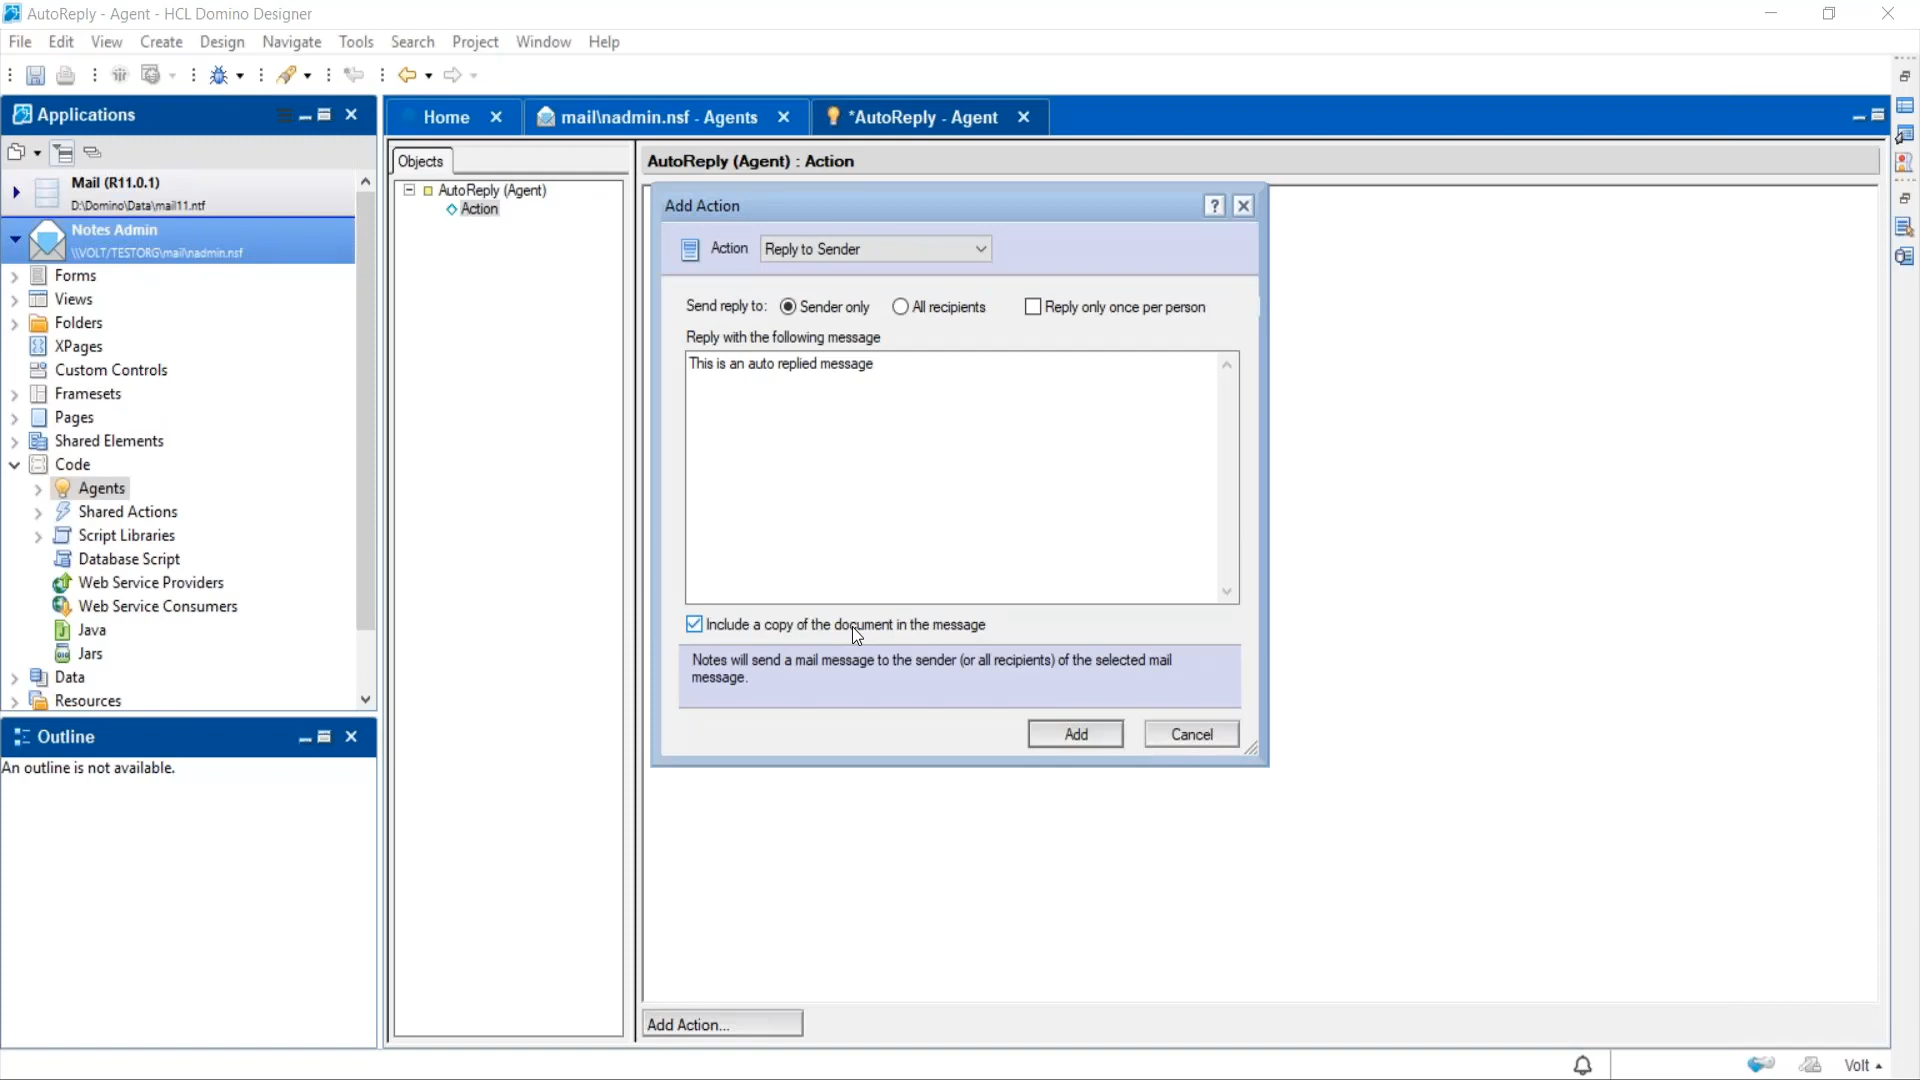 AutoReply - Agent - HCL Domino Designer
File Edit View Create Design Navigate Tools Search Project Window Help
Applications
Home
mail\nadmin.nsf - Agents
*AutoReply - Agent
Mail (R11.0.1)
D:\Domino\Data\mail11.ntf
Notes Admin
\\VOLT/TESTORG\mail\nadmin.nsf
Forms
Views
Folders
XPages
Custom Controls
Framesets
Pages
Shared Elements
Code
Agents
Shared Actions
Script Libraries
Database Script
Web Service Providers
Web Service Consumers
Java
Jars
Data
Resources
Outline
An outline is not available.
Objects
AutoReply (Agent)
Action
AutoReply (Agent) : Action
Add Action
?
Action Reply to Sender
Send reply to: Sender only All recipients Reply only once per person
Reply with the following message
This is an auto replied message
Include a copy of the document in the message
Notes will send a mail message to the sender (or all recipients) of the selected mail
message.
Add Cancel
Add Action...
Volt